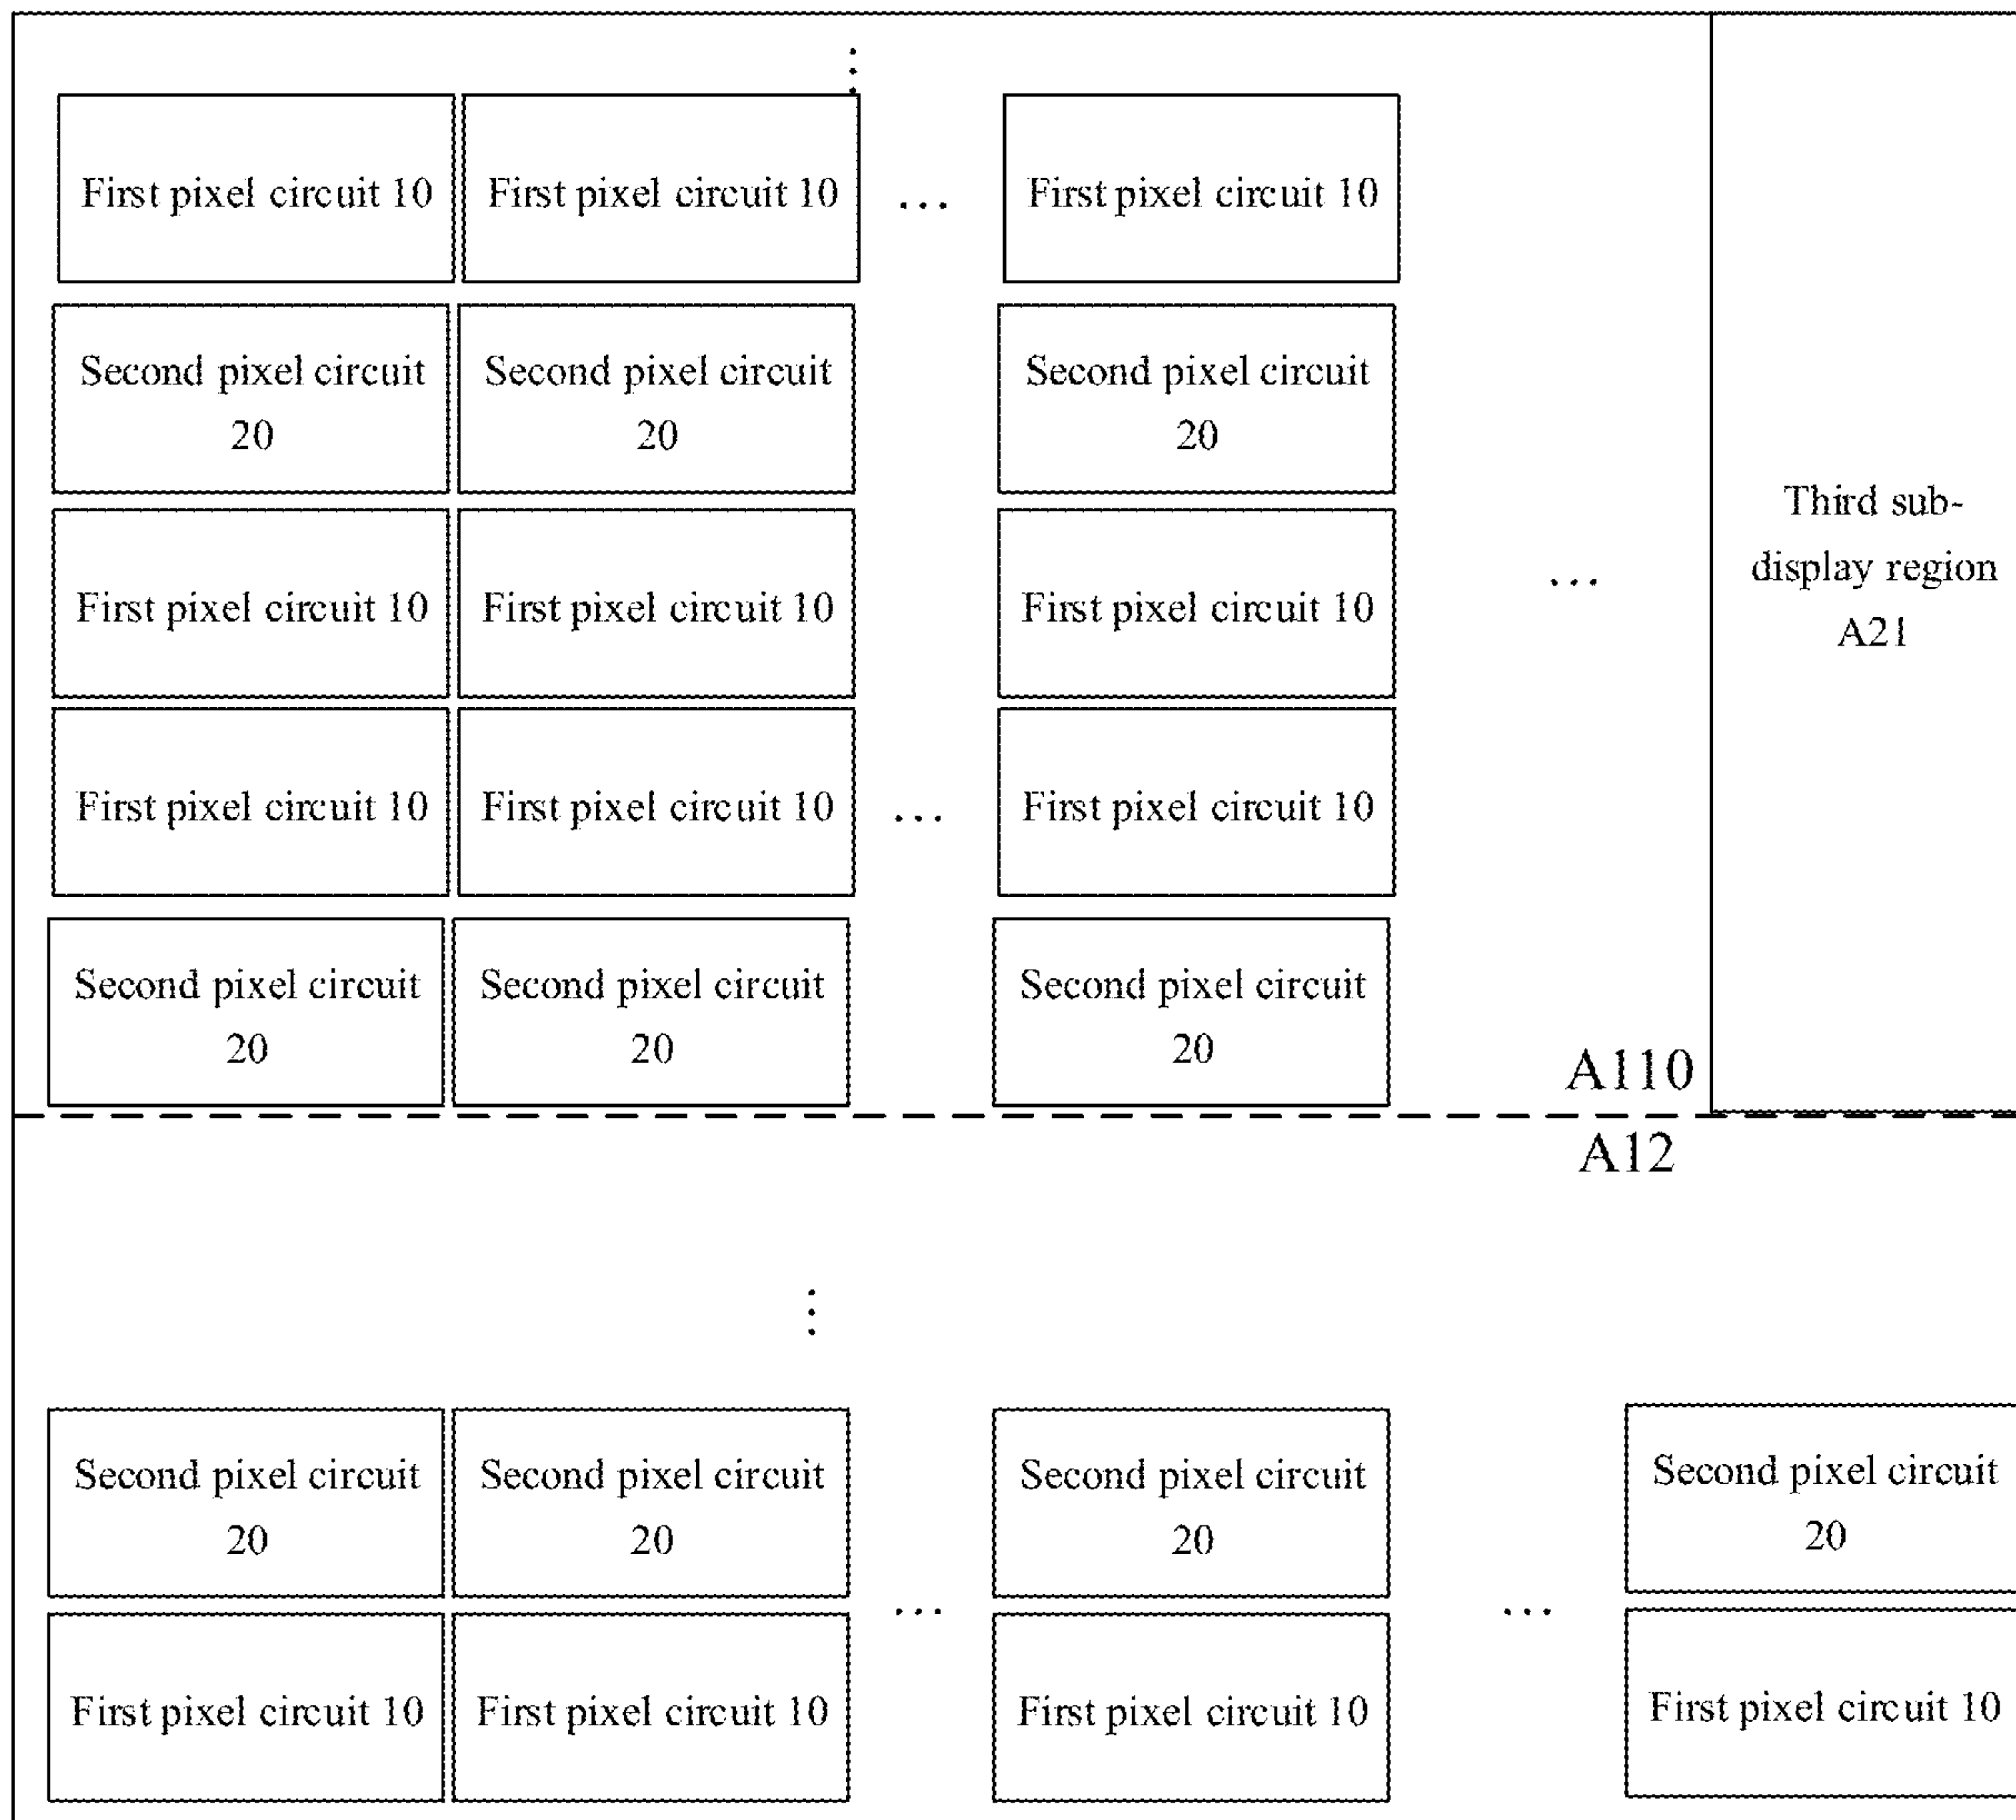 ⋮
First pixel circuit 10 First pixel circuit 10 … First pixel circuit 10
Second pixel circuit Second pixel circuit Second pixel circuit
20 20 20
First pixel circuit 10 First pixel circuit 10 First pixel circuit 10 …
First pixel circuit 10 First pixel circuit 10 … First pixel circuit 10
Second pixel circuit Second pixel circuit Second pixel circuit
20 20 20
Third sub-
display region
A21
A110
A12
⋮
Second pixel circuit Second pixel circuit Second pixel circuit Second pixel circuit
20 20 20 20
… …
First pixel circuit 10 First pixel circuit 10 First pixel circuit 10 First pixel circuit 10